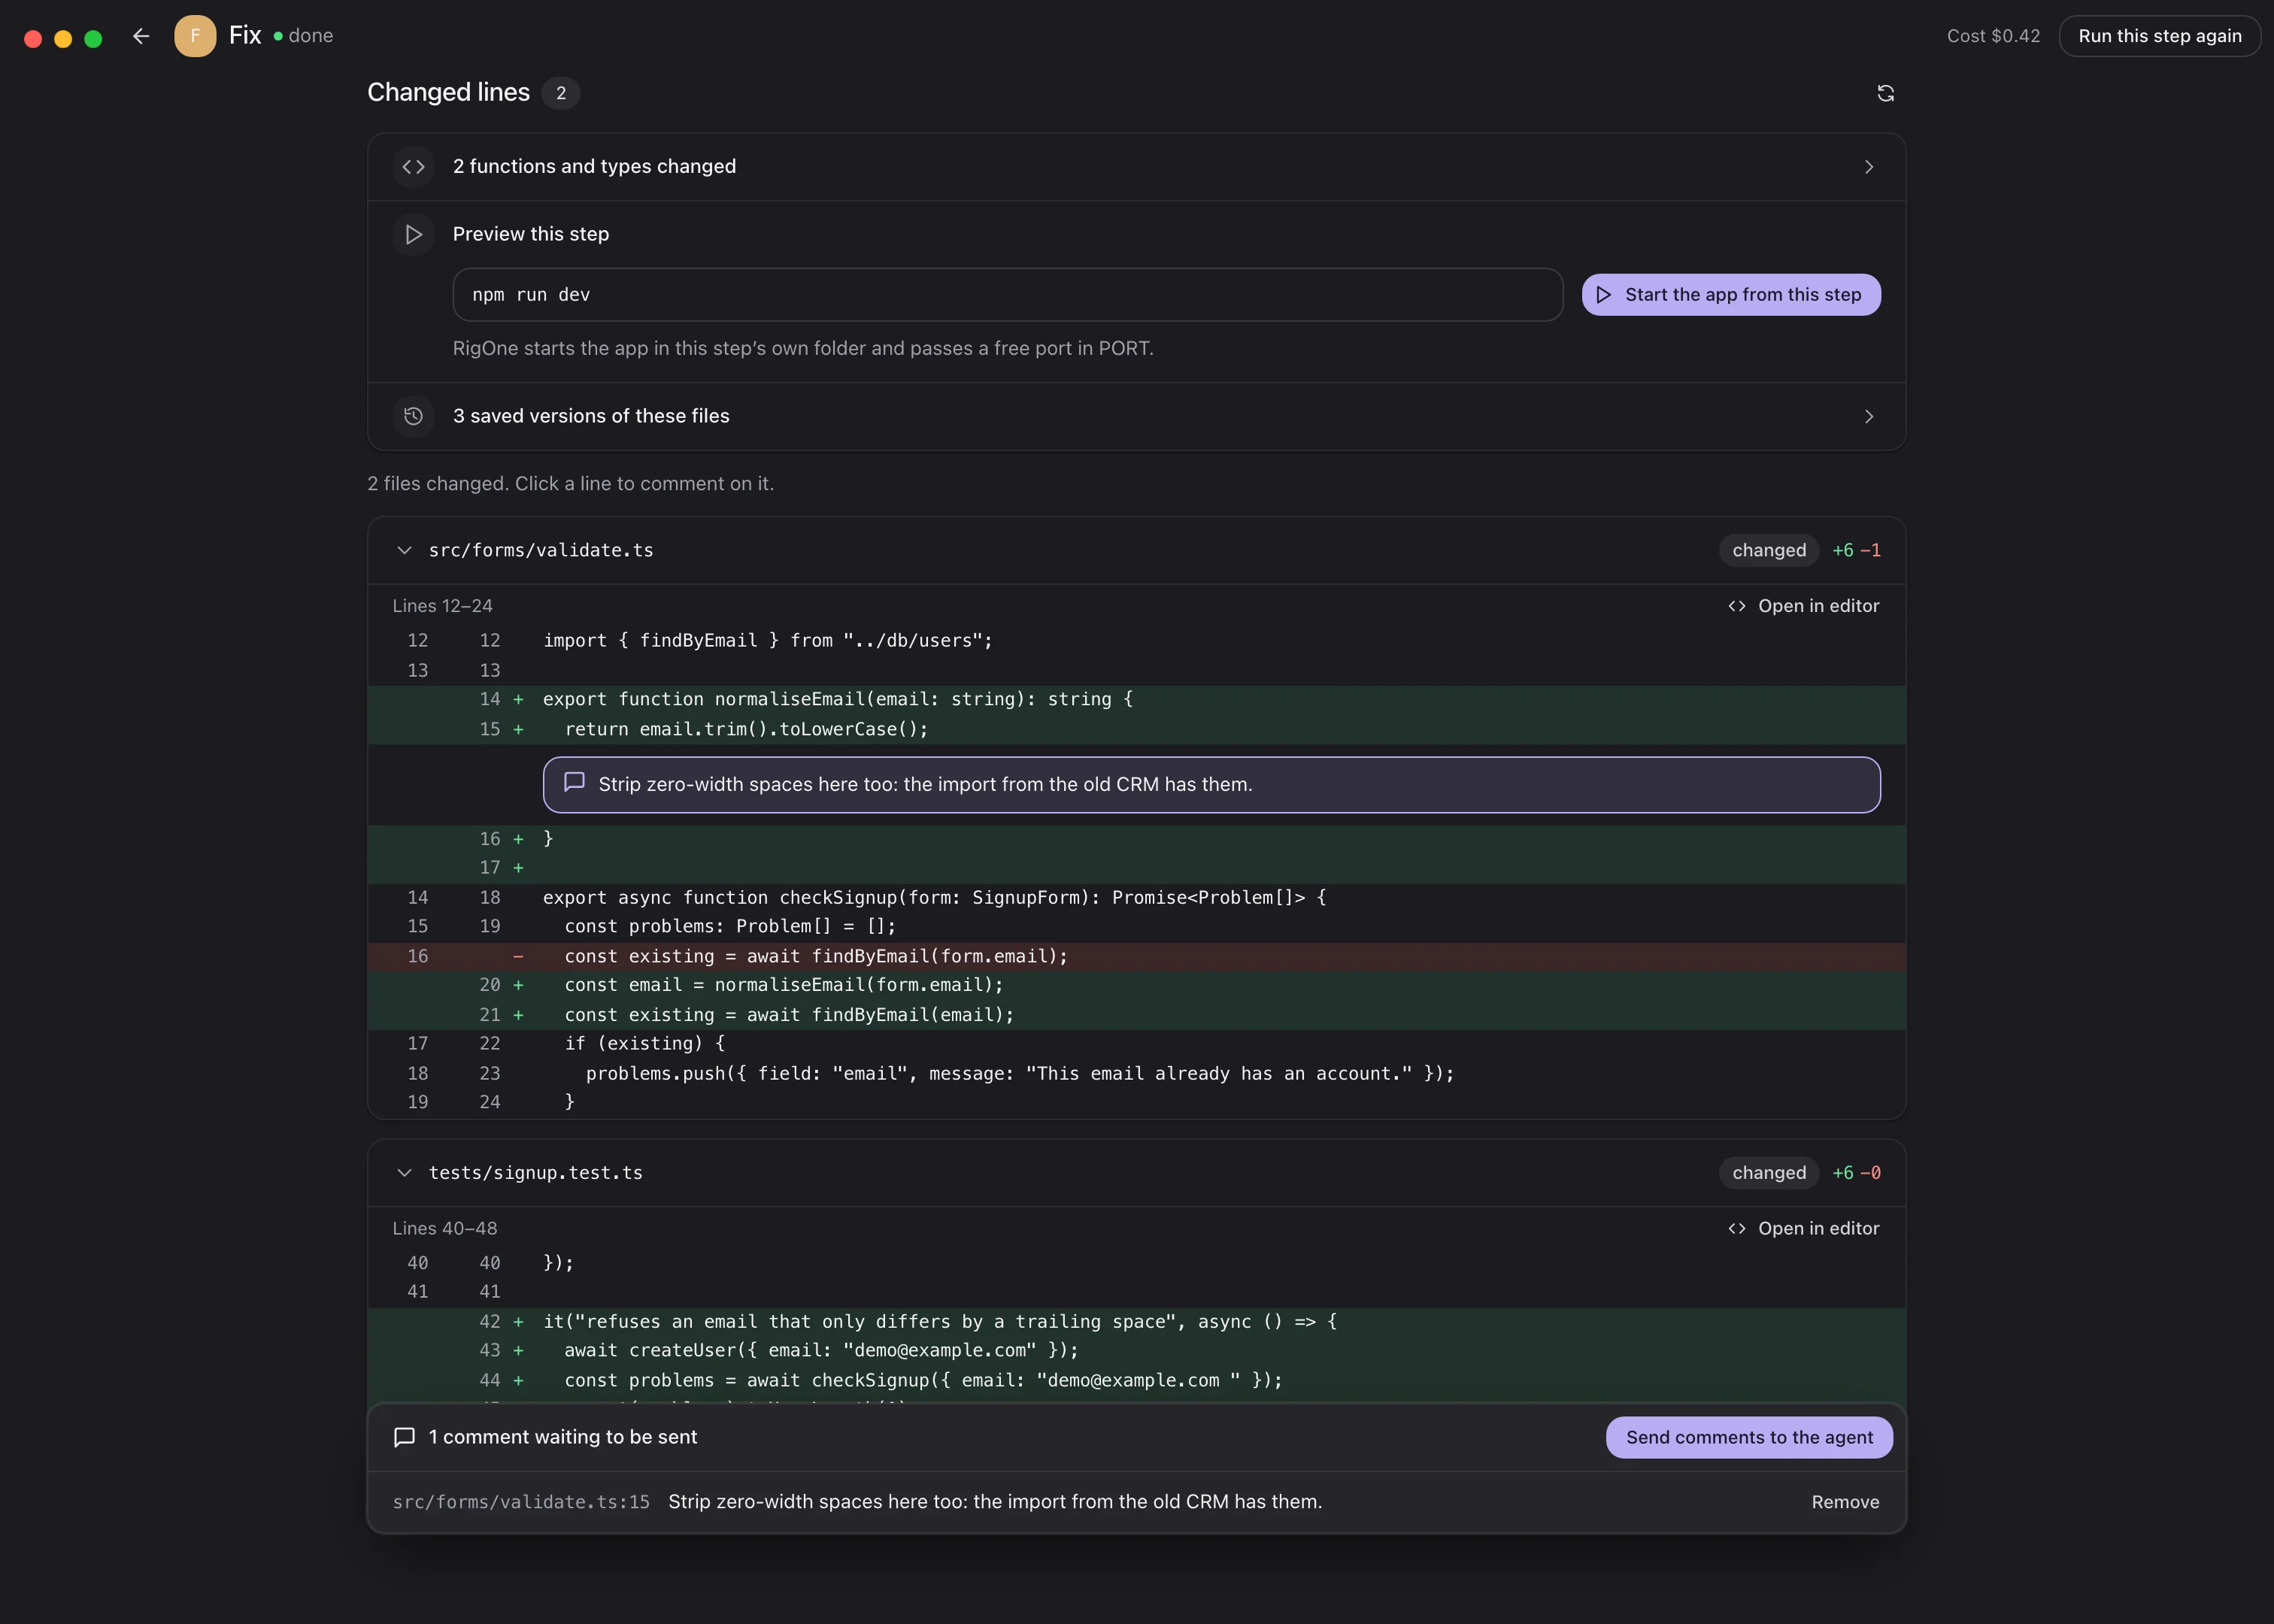 F Fix done Cost $0.42 Run this step again
Changed lines 2
2 functions and types changed
Preview this step
npm run dev Start the app from this step
RigOne starts the app in this step’s own folder and passes a free port in PORT.
3 saved versions of these files
2 files changed. Click a line to comment on it.
src/forms/validate.ts changed +6 −1
Lines 12–24 Open in editor
12 12 import { findByEmail } from "../db/users";
13 13
14 + export function normaliseEmail(email: string): string {
15 + return email.trim().toLowerCase();
Strip zero-width spaces here too: the import from the old CRM has them.
16 + }
17 +
14 18 export async function checkSignup(form: SignupForm): Promise<Problem[]> {
15 19 const problems: Problem[] = [];
16 − const existing = await findByEmail(form.email);
20 + const email = normaliseEmail(form.email);
21 + const existing = await findByEmail(email);
17 22 if (existing) {
18 23 problems.push({ field: "email", message: "This email already has an account." });
19 24 }
tests/signup.test.ts changed +6 −0
Lines 40–48 Open in editor
40 40 });
41 41
42 + it("refuses an email that only differs by a trailing space", async () => {
43 + await createUser({ email: "demo@example.com" });
44 + const problems = await checkSignup({ email: "demo@example.com " });
1 comment waiting to be sent Send comments to the agent
src/forms/validate.ts:15 Strip zero-width spaces here too: the import from the old CRM has them. Remove